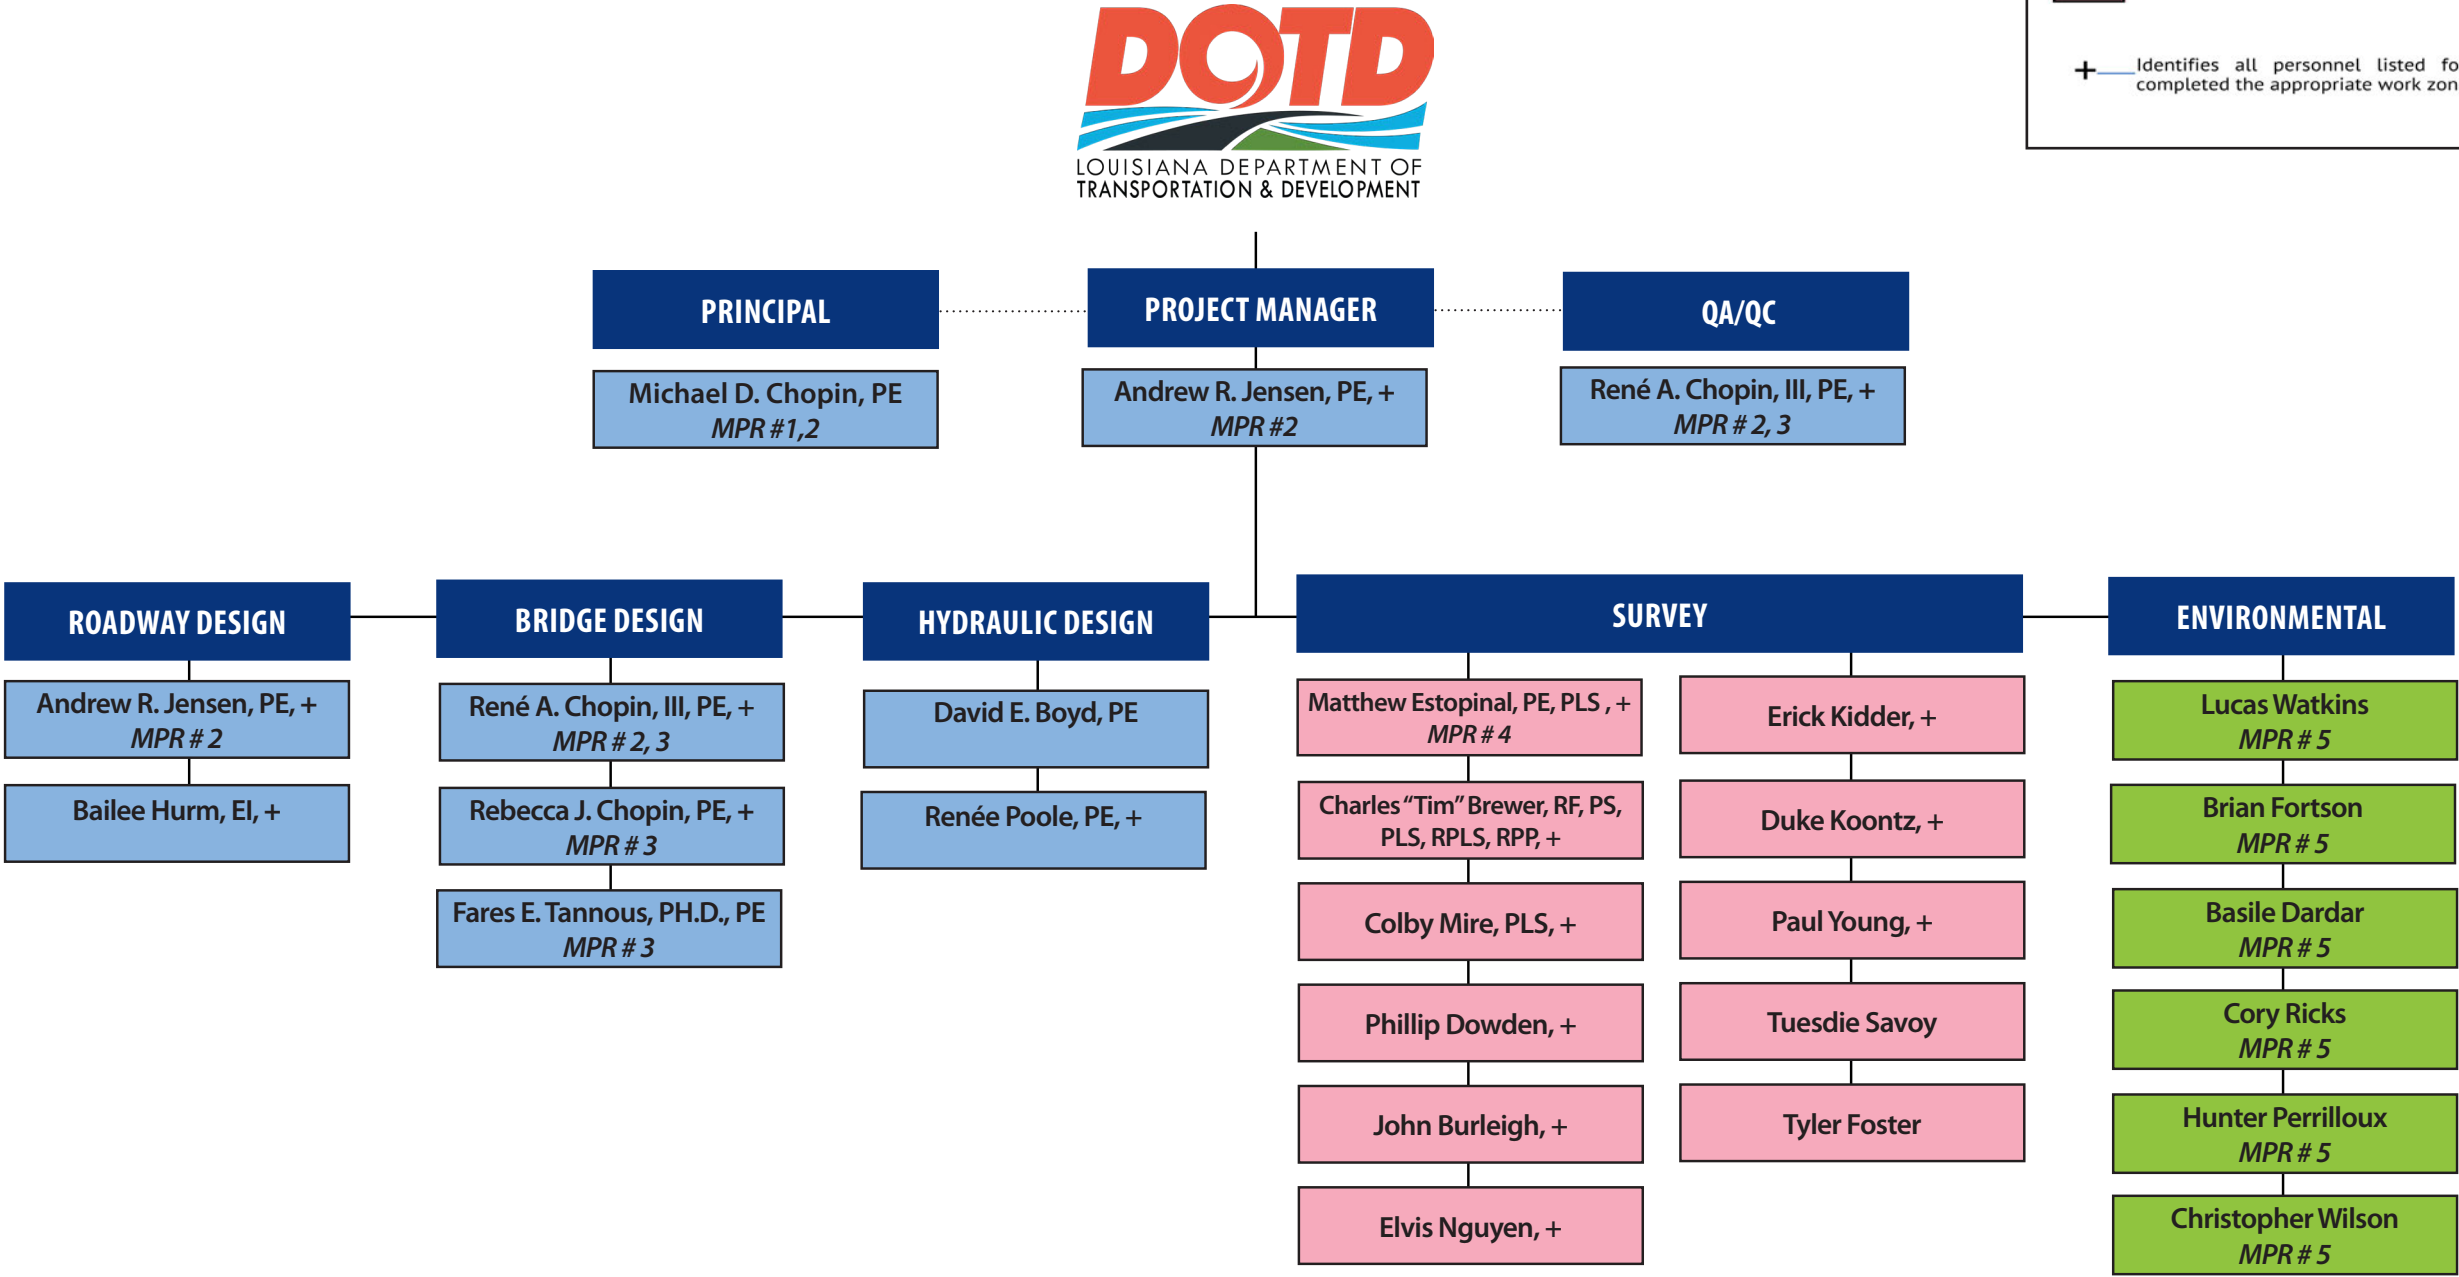 DOTD
LOUISIANA DEPARTMENT OF
TRANSPORTATION & DEVELOPMENT
+ Identifies all personnel listed fo
completed the appropriate work zon
PRINCIPAL
Michael D. Chopin, PE
MPR #1,2
PROJECT MANAGER
Andrew R. Jensen, PE, +
MPR #2
QA/QC
René A. Chopin, III, PE, +
MPR # 2, 3
ROADWAY DESIGN
Andrew R. Jensen, PE, +
MPR # 2
Bailee Hurm, EI, +
BRIDGE DESIGN
René A. Chopin, III, PE, +
MPR # 2, 3
Rebecca J. Chopin, PE, +
MPR # 3
Fares E. Tannous, PH.D., PE
MPR # 3
HYDRAULIC DESIGN
David E. Boyd, PE
Renée Poole, PE, +
SURVEY
Matthew Estopinal, PE, PLS , +
MPR # 4
Charles “Tim” Brewer, RF, PS,
PLS, RPLS, RPP, +
Colby Mire, PLS, +
Phillip Dowden, +
John Burleigh, +
Elvis Nguyen, +
Erick Kidder, +
Duke Koontz, +
Paul Young, +
Tuesdie Savoy
Tyler Foster
ENVIRONMENTAL
Lucas Watkins
MPR # 5
Brian Fortson
MPR # 5
Basile Dardar
MPR # 5
Cory Ricks
MPR # 5
Hunter Perrilloux
MPR # 5
Christopher Wilson
MPR # 5